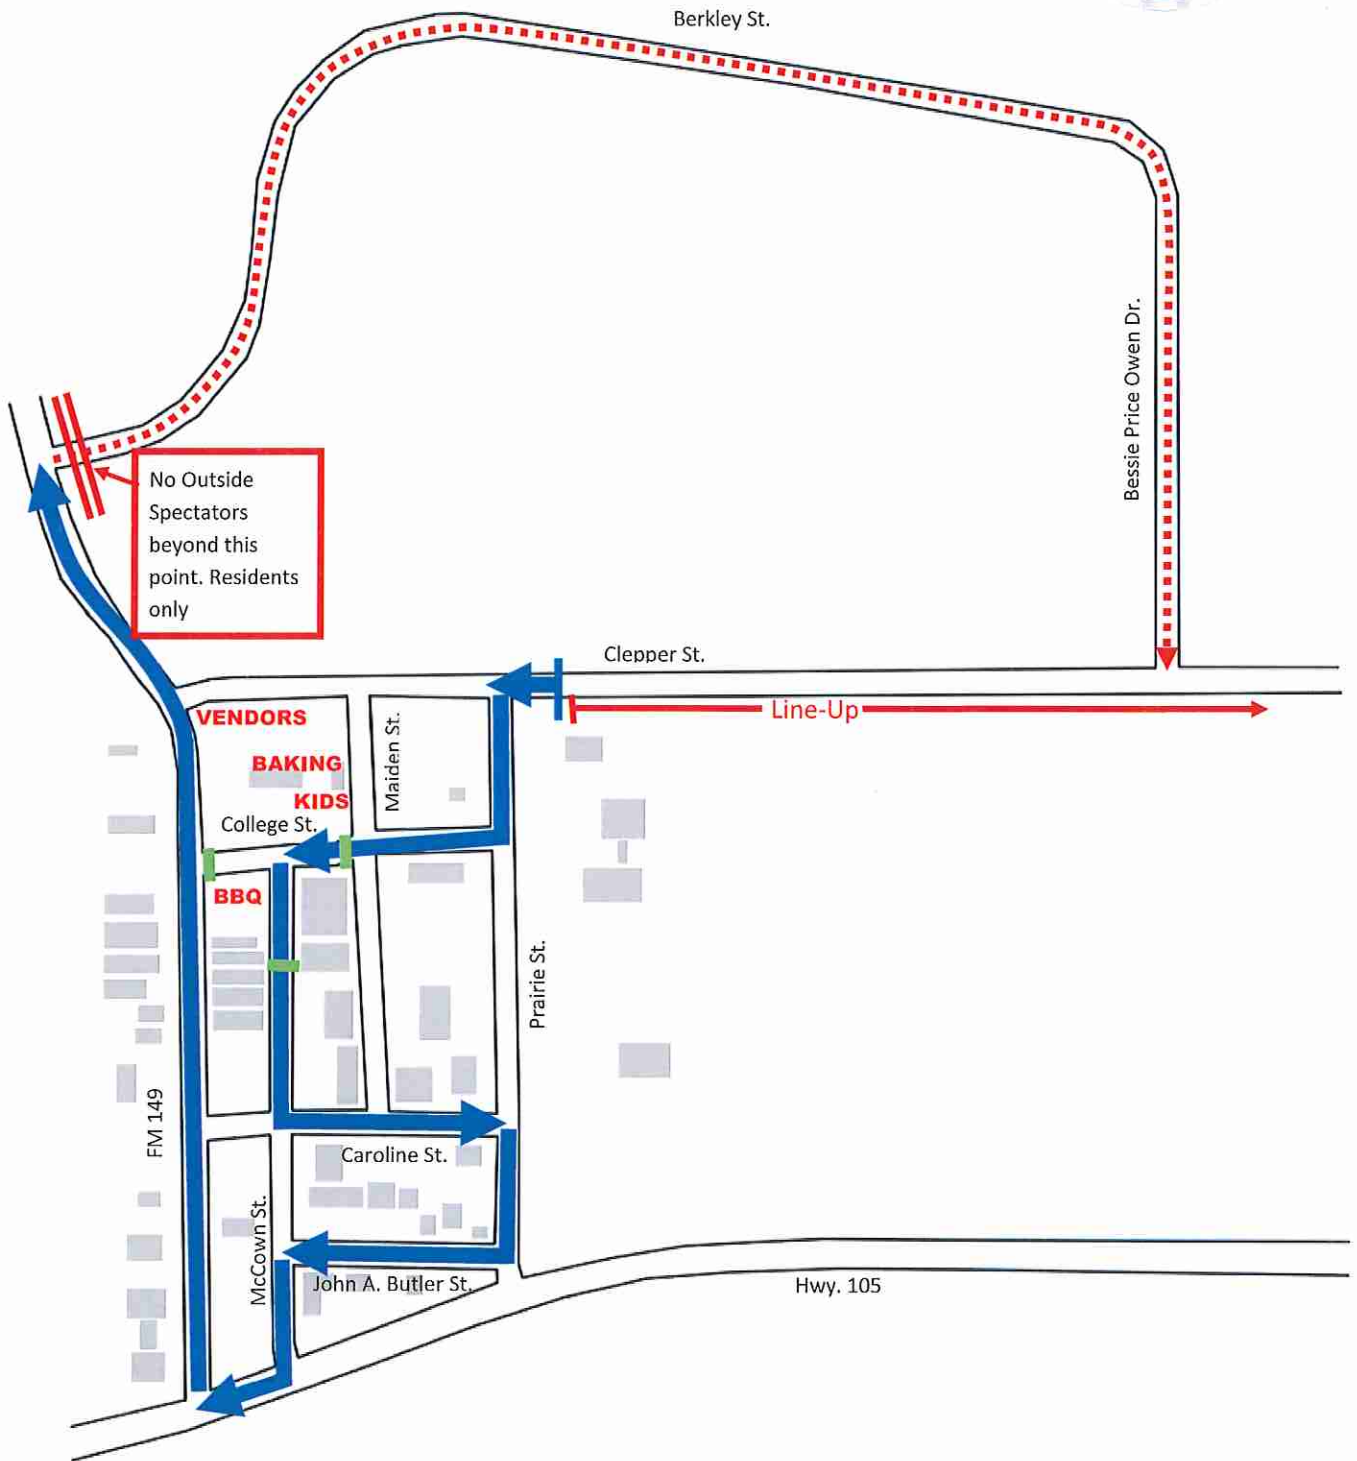 Berkley St.
Bessie Price Owen Dr.
No Outside
Spectators
beyond this
point. Residents
only
Clepper St.
Line-Up
VENDORS
Maiden St.
BAKING
KIDS
College St.
BBQ
Prairie St.
FM 149
Caroline St.
McCown St.
John A. Butler St.
Hwy. 105